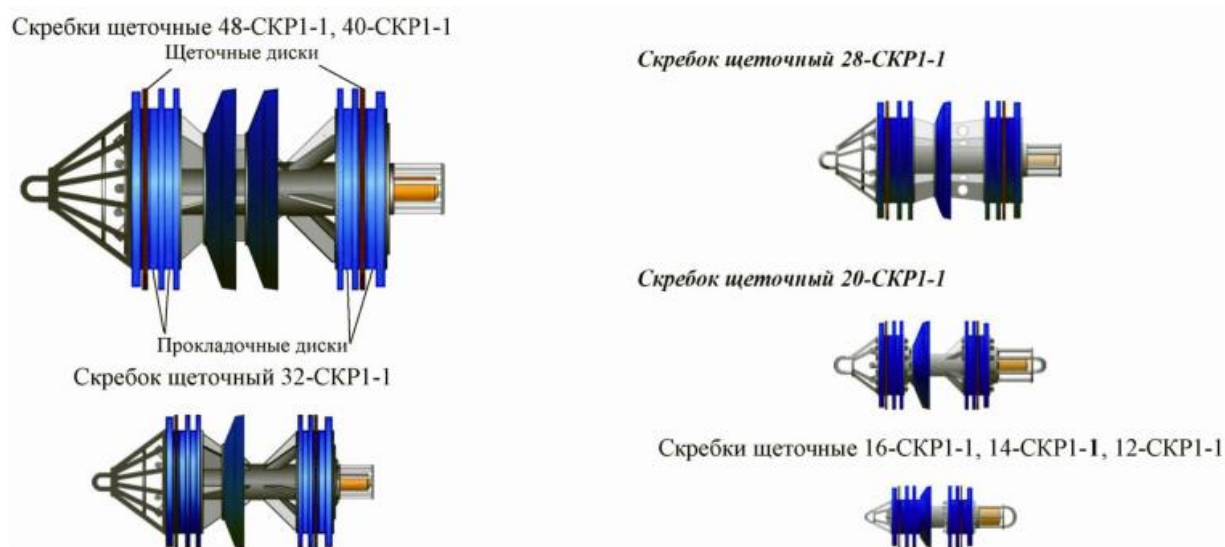 Скребки щеточные 48-СКР1-1, 40-СКР1-1
Щеточные диски
Прокладочные диски
Скребок щеточный 32-СКР1-1
Скребок щеточный 28-СКР1-1
Скребок щеточный 20-СКР1-1
Скребки щеточные 16-СКР1-1, 14-СКР1-1, 12-СКР1-1